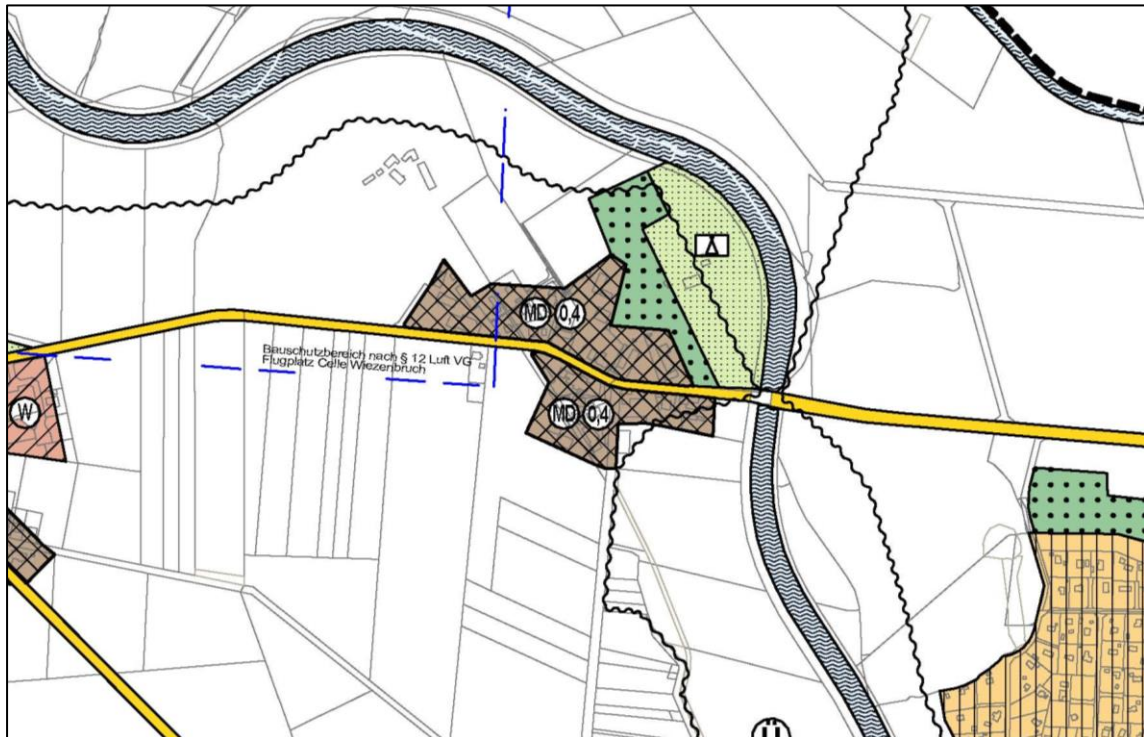 MD 0,4
Bauschutzbereich nach § 12 Luft VG
Flugplatz Celle Wiezenbruch
W
MD 0,4
Ü